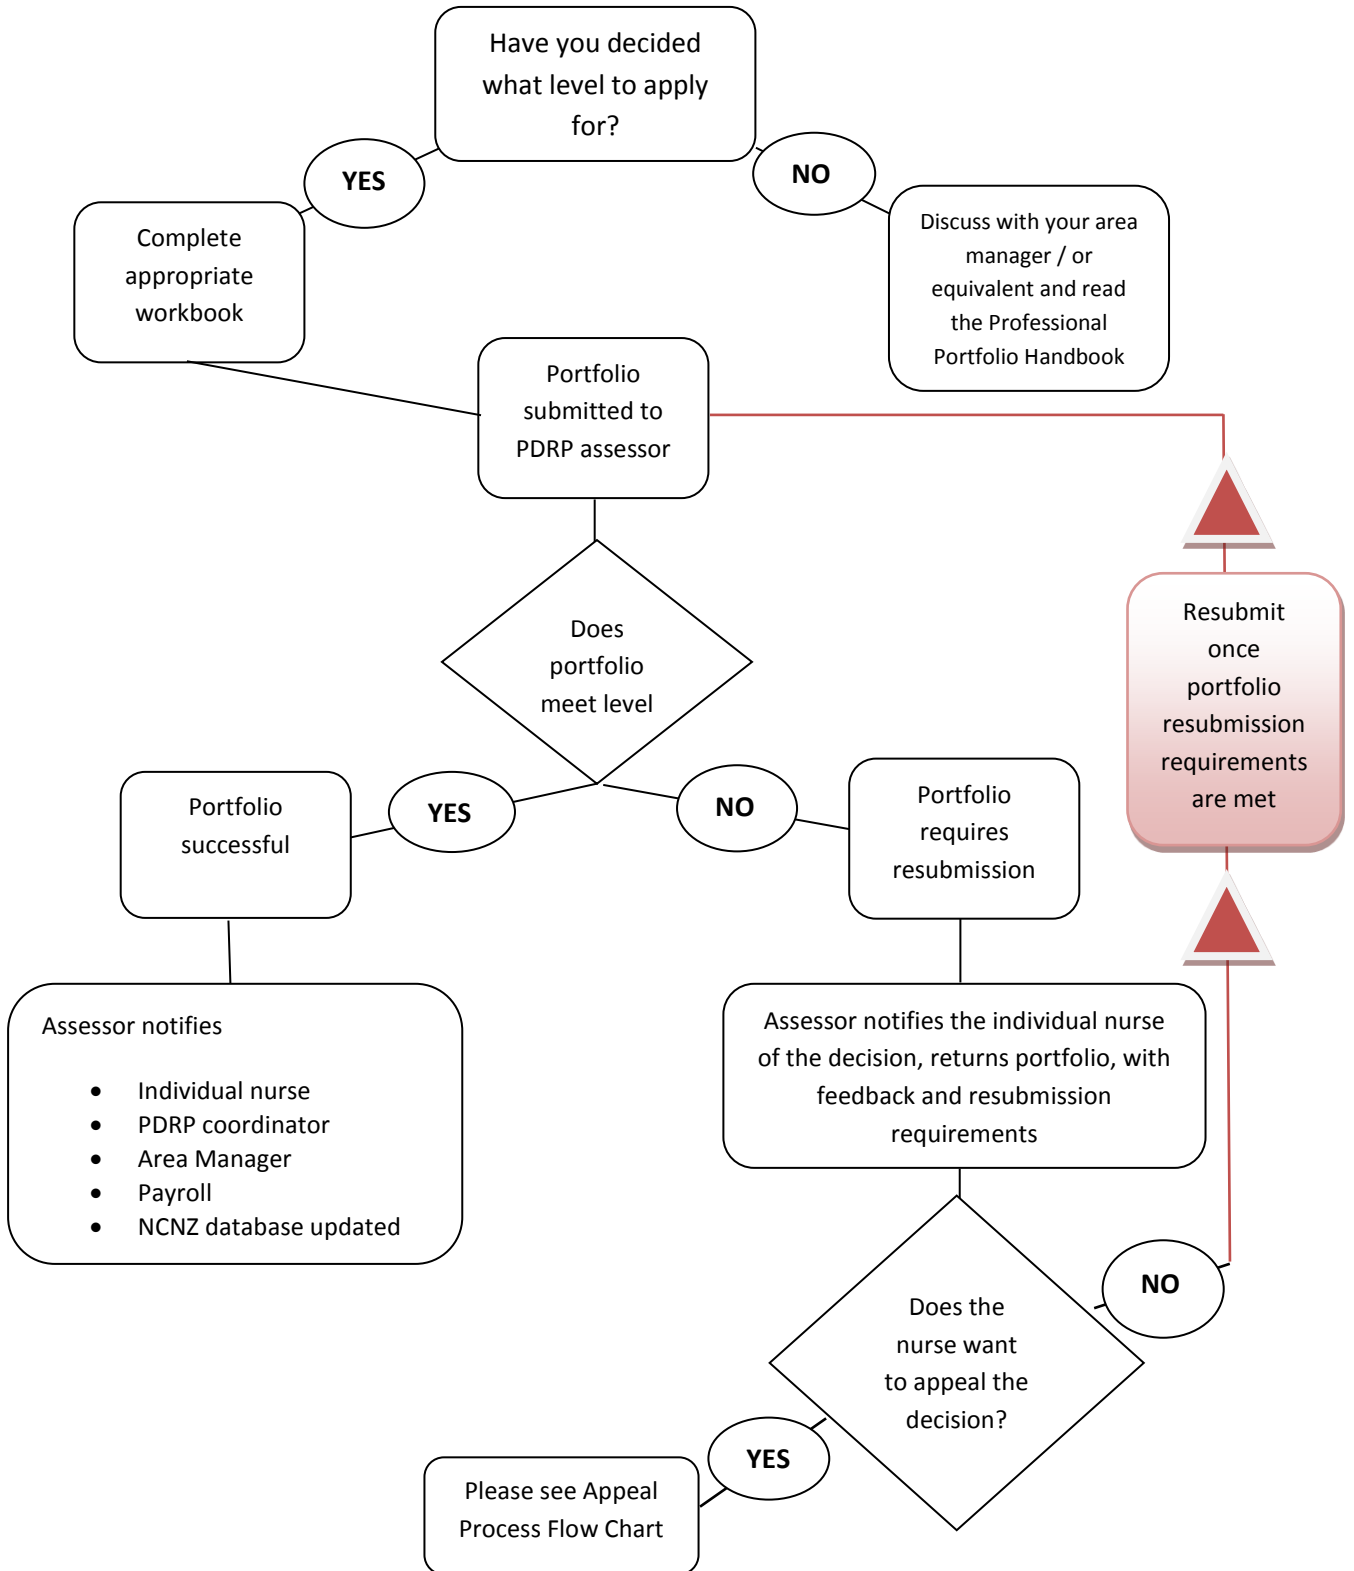 Have you decided
what level to apply
for?
YES
NO
Complete
appropriate
workbook
Discuss with your area
manager / or
equivalent and read
the Professional
Portfolio Handbook
Portfolio
submitted to
PDRP assessor
Does
portfolio
meet level
Resubmit
once
portfolio
resubmission
requirements
are met
YES
NO
Portfolio
successful
Portfolio
requires
resubmission
Assessor notifies
• Individual nurse
• PDRP coordinator
• Area Manager
• Payroll
• NCNZ database updated
Assessor notifies the individual nurse
of the decision, returns portfolio, with
feedback and resubmission
requirements
Does the
nurse want
to appeal the
decision?
NO
YES
Please see Appeal
Process Flow Chart